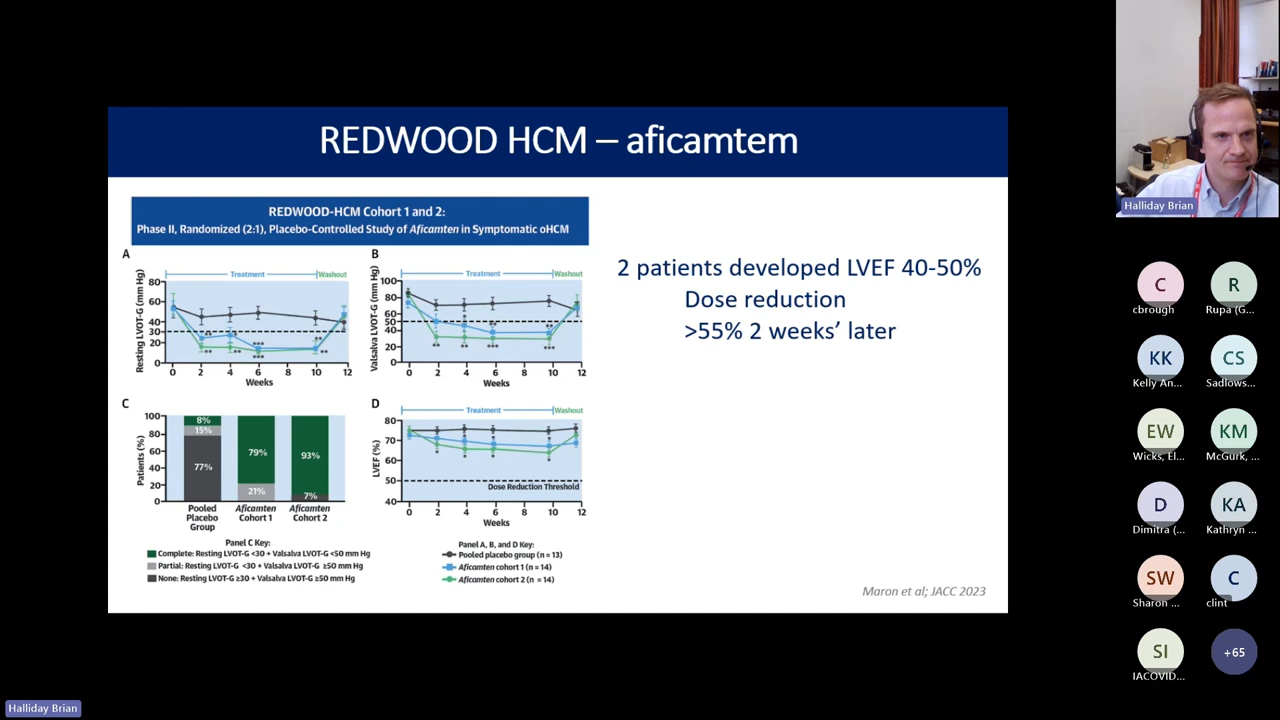 REDWOOD HCM – aficamtem
REDWOOD-HCM Cohort 1 and 2:
Phase II, Randomized (2:1), Placebo-Controlled Study of Aficamten in Symptomatic oHCM
A
Treatment
Washout
Resting LVOT-G (mm Hg)
80
60
40
30
20
0
0 2 4 6 8 10 12
Weeks
B
Treatment
Washout
Valsalva LVOT-G (mm Hg)
100
80
50
40
20
0
0 2 4 6 8 10 12
Weeks
C
Patients (%)
100
80
60
40
20
0
8%
15%
77%
79%
21%
93%
7%
Pooled Placebo Group
Aficamten Cohort 1
Aficamten Cohort 2
Panel C Key:
Complete: Resting LVOT-G <30 + Valsalva LVOT-G <50 mm Hg
Partial: Resting LVOT-G <30 + Valsalva LVOT-G ≥50 mm Hg
None: Resting LVOT-G ≥30 + Valsalva LVOT-G ≥50 mm Hg
D
Treatment
Washout
LVEF (%)
80
70
60
50
40
Dose Reduction Threshold
0 2 4 6 8 10 12
Weeks
Panel A, B, and D Key:
Pooled placebo group (n = 13)
Aficamten cohort 1 (n = 14)
Aficamten cohort 2 (n = 14)
2 patients developed LVEF 40-50%
Dose reduction
>55% 2 weeks’ later
Maron et al; JACC 2023
Halliday Brian
C
cbrough
R
Rupa (G...
KK
Kelly An...
CS
Sadlows...
EW
Wicks, El...
KM
McGurk, ...
D
Dimitra (...
KA
Kathryn ...
SW
Sharon ...
C
clint
SI
IACOVID...
+65
Halliday Brian